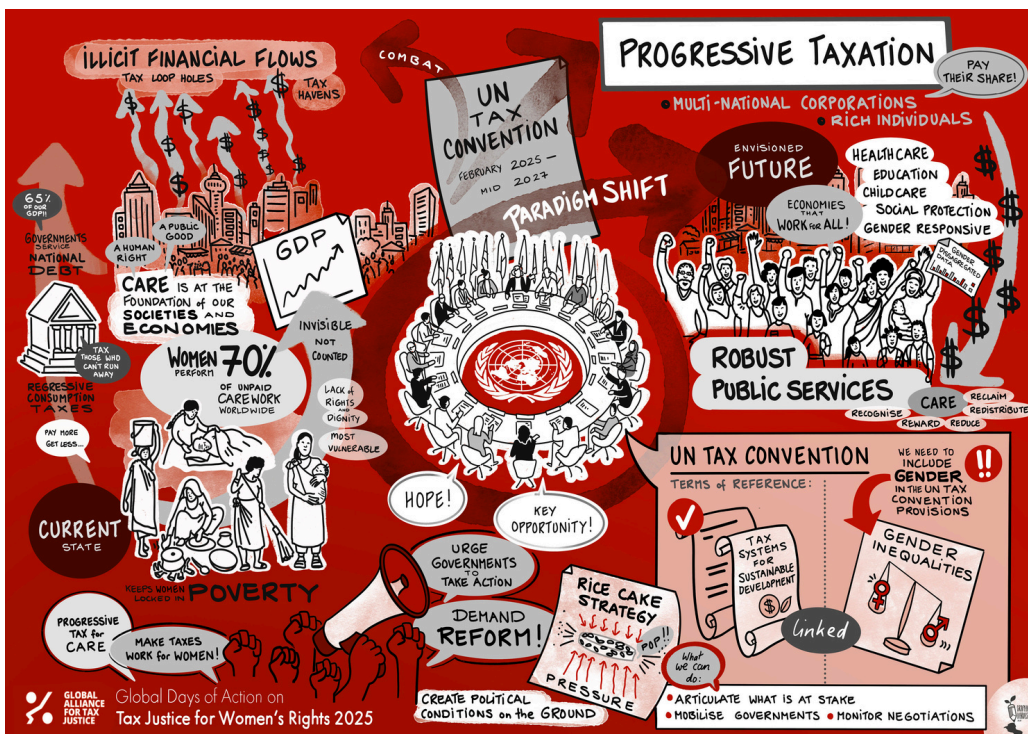 ILLICIT FINANCIAL FLOWS
TAX LOOP HOLES
TAX
HAVENS
65%
OF OUR
GDP!!
GOVERNMENTS
SERVICE
NATIONAL
DEBT
A HUMAN
RIGHT
A PUBLIC
GOOD
CARE IS AT THE
FOUNDATION of OUR
SOCIETIES AND
ECONOMIES
GDP
TAX
THOSE WHO
CAN'T RUN
AWAY
REGRESSIVE
CONSUMPTION
TAXES
PAY MORE
GET LESS...
WOMEN
PERFORM
70%
OF UNPAID
CAREWORK
WORLDWIDE
INVISIBLE
NOT
COUNTED
LACK of
RIGHTS
AND
DIGNITY
MOST
VULNERABLE
CURRENT
STATE
KEEPS WOMEN
LOCKED IN
POVERTY
COMBAT
UN
TAX
CONVENTION
FEBRUARY 2025 —
MID 2027
PARADIGM SHIFT
HOPE!
KEY
OPPORTUNITY!
PROGRESSIVE TAXATION
PAY
THEIR SHARE!
MULTI-NATIONAL CORPORATIONS
RICH INDIVIDUALS
ENVISIONED
FUTURE
ECONOMIES
THAT
WORK FOR ALL!
HEALTHCARE
EDUCATION
CHILDCARE
SOCIAL PROTECTION
GENDER RESPONSIVE
GENDER
DISAGGREGATED
DATA
ROBUST
PUBLIC SERVICES
CARE
RECOGNISE
REWARD
REDUCE
RECLAIM
REDISTRIBUTE
UN TAX CONVENTION
TERMS of REFERENCE:
TAX
SYSTEMS
FOR
SUSTAINABLE
DEVELOPMENT
linked
WE NEED TO
INCLUDE
GENDER
IN THE UN TAX
CONVENTION
PROVISIONS
!!
GENDER
INEQUALITIES
What
we can
do:
ARTICULATE WHAT IS AT STAKE
MOBILISE GOVERNMENTS
MONITOR NEGOTIATIONS
URGE
GOVERNMENTS
TO
TAKE ACTION
DEMAND
REFORM!
RICE CAKE
STRATEGY
POP!!
PRESSURE
CREATE POLITICAL
CONDITIONS on the GROUND
PROGRESSIVE
TAX for
CARE
MAKE TAXES
WORK for WOMEN!
GLOBAL
ALLIANCE
FOR TAX
JUSTICE
Global Days of Action on
Tax Justice for Women's Rights 2025